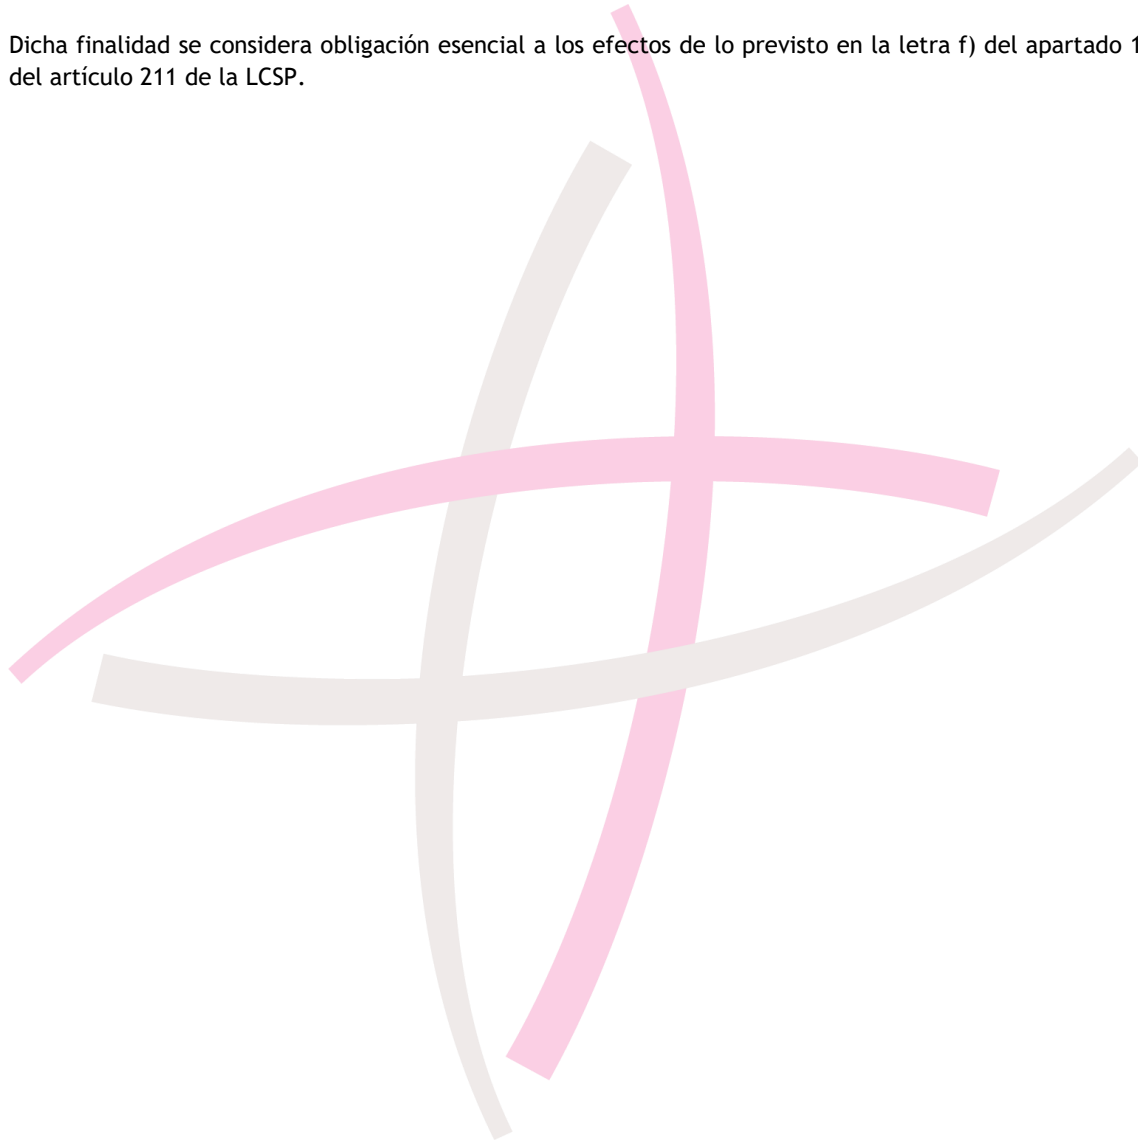 Dicha finalidad se considera obligación esencial a los efectos de lo previsto en la letra f) del apartado 1
del artículo 211 de la LCSP.